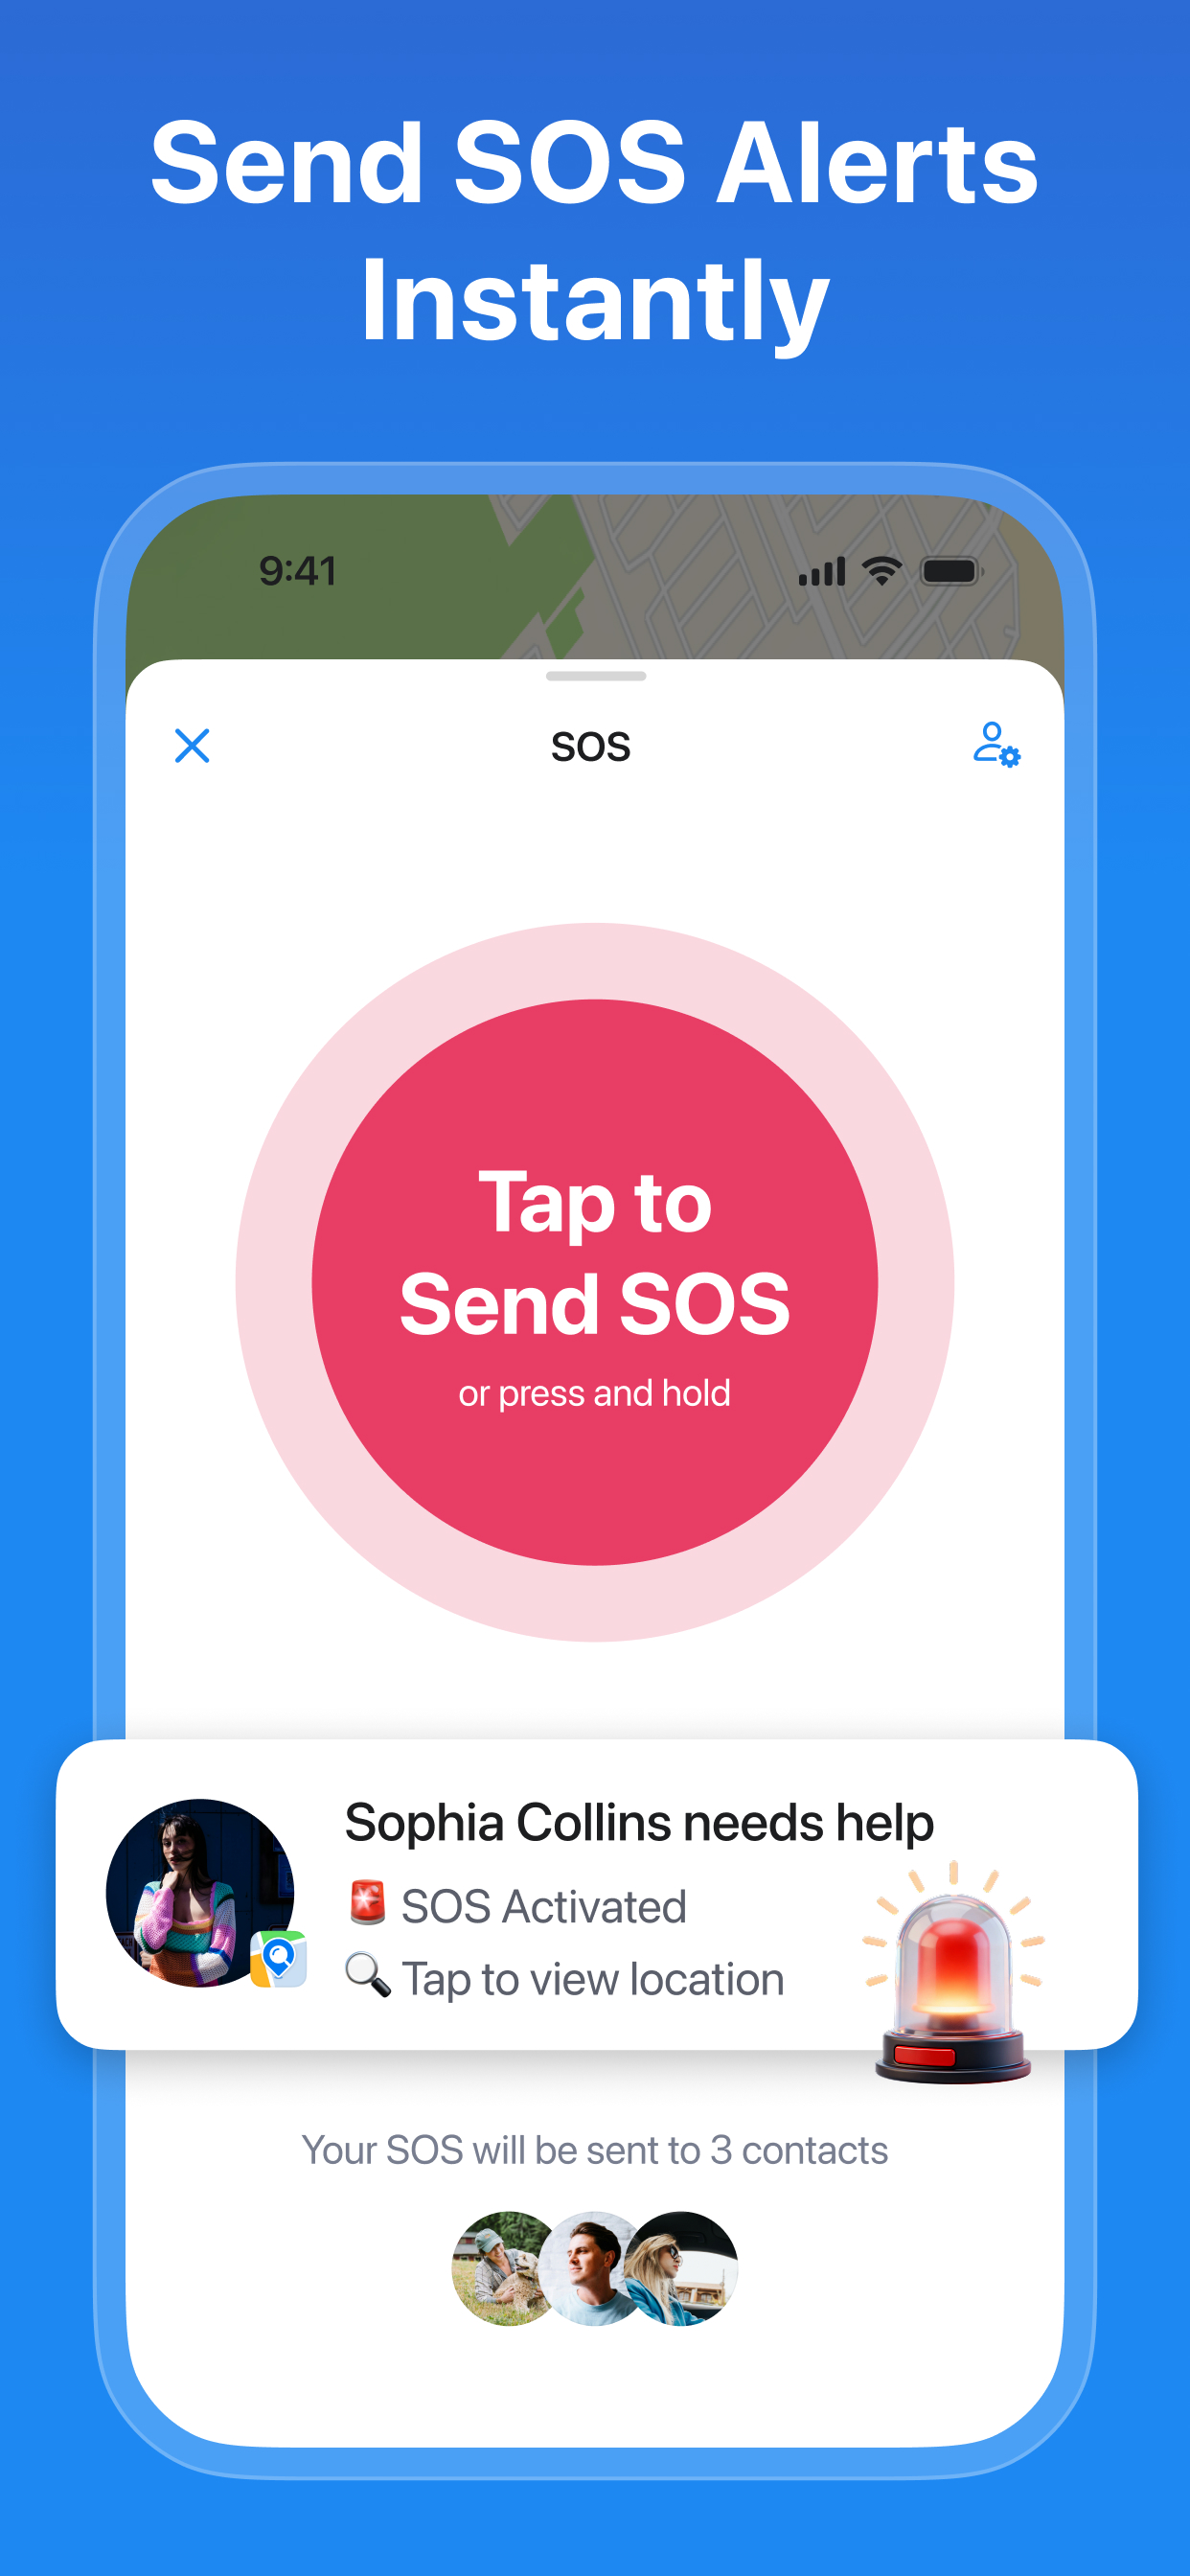 Send SOS Alerts
Instantly
9:41
SOS
Tap to
Send SOS
or press and hold
Sophia Collins needs help
🚨 SOS Activated
🔍 Tap to view location
Your SOS will be sent to 3 contacts